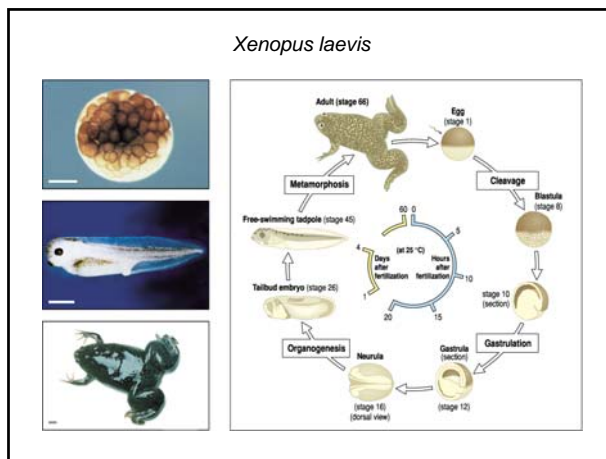 Xenopus laevis
Adult (stage 66)
Egg
(stage 1)
Cleavage
Blastula
(stage 8)
stage 10
(section)
Gastrulation
Gastrula
(section)
(stage 12)
Neurula
(stage 16)
(dorsal view)
Organogenesis
Tailbud embryo (stage 26)
Free-swimming tadpole (stage 45)
Metamorphosis
60 0
5
10
15
20
1
4
(at 25 °C)
Days
after
fertilization
Hours
after
fertilization